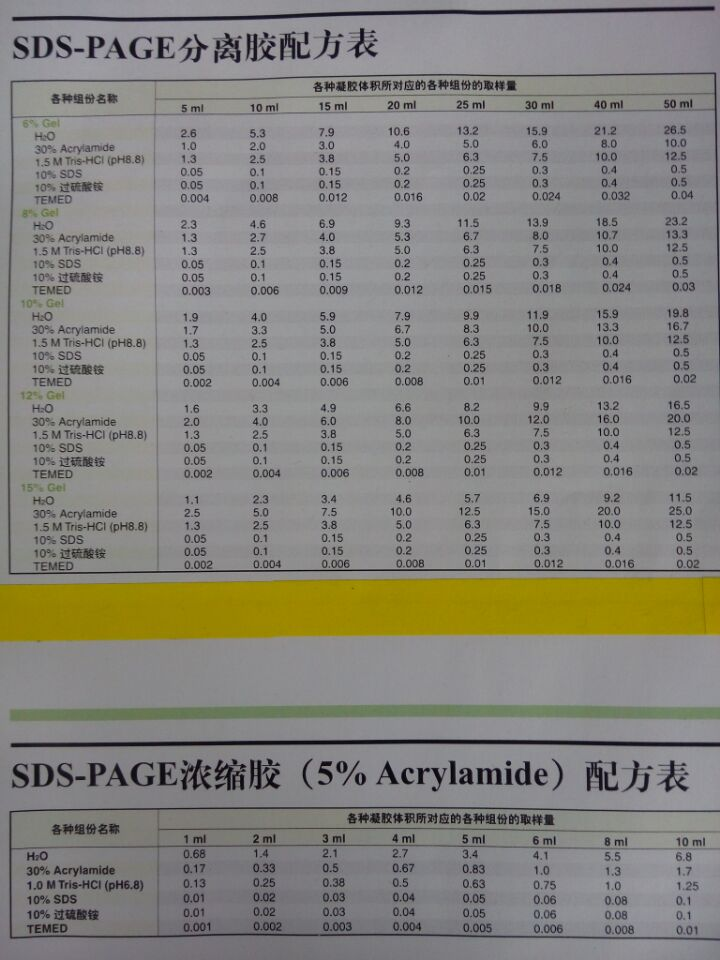 SDS-PAGE分离胶配方表
各种组份名称 各种凝胶体积所对应的各种组份的取样量
5 ml 10 ml 15 ml 20 ml 25 ml 30 ml 40 ml 50 ml
6% Gel
H₂O 2.6 5.3 7.9 10.6 13.2 15.9 21.2 26.5
30% Acrylamide 1.0 2.0 3.0 4.0 5.0 6.0 8.0 10.0
1.5 M Tris-HCl (pH8.8) 1.3 2.5 3.8 5.0 6.3 7.5 10.0 12.5
10% SDS 0.05 0.1 0.15 0.2 0.25 0.3 0.4 0.5
10% 过硫酸铵 0.05 0.1 0.15 0.2 0.25 0.3 0.4 0.5
TEMED 0.004 0.008 0.012 0.016 0.02 0.024 0.032 0.04
8% Gel
H₂O 2.3 4.6 6.9 9.3 11.5 13.9 18.5 23.2
30% Acrylamide 1.3 2.7 4.0 5.3 6.7 8.0 10.7 13.3
1.5 M Tris-HCl (pH8.8) 1.3 2.5 3.8 5.0 6.3 7.5 10.0 12.5
10% SDS 0.05 0.1 0.15 0.2 0.25 0.3 0.4 0.5
10% 过硫酸铵 0.05 0.1 0.15 0.2 0.25 0.3 0.4 0.5
TEMED 0.003 0.006 0.009 0.012 0.015 0.018 0.024 0.03
10% Gel
H₂O 1.9 4.0 5.9 7.9 9.9 11.9 15.9 19.8
30% Acrylamide 1.7 3.3 5.0 6.7 8.3 10.0 13.3 16.7
1.5 M Tris-HCl (pH8.8) 1.3 2.5 3.8 5.0 6.3 7.5 10.0 12.5
10% SDS 0.05 0.1 0.15 0.2 0.25 0.3 0.4 0.5
10% 过硫酸铵 0.05 0.1 0.15 0.2 0.25 0.3 0.4 0.5
TEMED 0.002 0.004 0.006 0.008 0.01 0.012 0.016 0.02
12% Gel
H₂O 1.6 3.3 4.9 6.6 8.2 9.9 13.2 16.5
30% Acrylamide 2.0 4.0 6.0 8.0 10.0 12.0 16.0 20.0
1.5 M Tris-HCl (pH8.8) 1.3 2.5 3.8 5.0 6.3 7.5 10.0 12.5
10% SDS 0.05 0.1 0.15 0.2 0.25 0.3 0.4 0.5
10% 过硫酸铵 0.05 0.1 0.15 0.2 0.25 0.3 0.4 0.5
TEMED 0.002 0.004 0.006 0.008 0.01 0.012 0.016 0.02
15% Gel
H₂O 1.1 2.3 3.4 4.6 5.7 6.9 9.2 11.5
30% Acrylamide 2.5 5.0 7.5 10.0 12.5 15.0 20.0 25.0
1.5 M Tris-HCl (pH8.8) 1.3 2.5 3.8 5.0 6.3 7.5 10.0 12.5
10% SDS 0.05 0.1 0.15 0.2 0.25 0.3 0.4 0.5
10% 过硫酸铵 0.05 0.1 0.15 0.2 0.25 0.3 0.4 0.5
TEMED 0.002 0.004 0.006 0.008 0.01 0.012 0.016 0.02
SDS-PAGE浓缩胶（5% Acrylamide）配方表
各种组份名称 各种凝胶体积所对应的各种组份的取样量
1 ml 2 ml 3 ml 4 ml 5 ml 6 ml 8 ml 10 ml
H₂O 0.68 1.4 2.1 2.7 3.4 4.1 5.5 6.8
30% Acrylamide 0.17 0.33 0.5 0.67 0.83 1.0 1.3 1.7
1.0 M Tris-HCl (pH6.8) 0.13 0.25 0.38 0.5 0.63 0.75 1.0 1.25
10% SDS 0.01 0.02 0.03 0.04 0.05 0.06 0.08 0.1
10% 过硫酸铵 0.01 0.02 0.03 0.04 0.05 0.06 0.08 0.1
TEMED 0.001 0.002 0.003 0.004 0.005 0.006 0.008 0.01